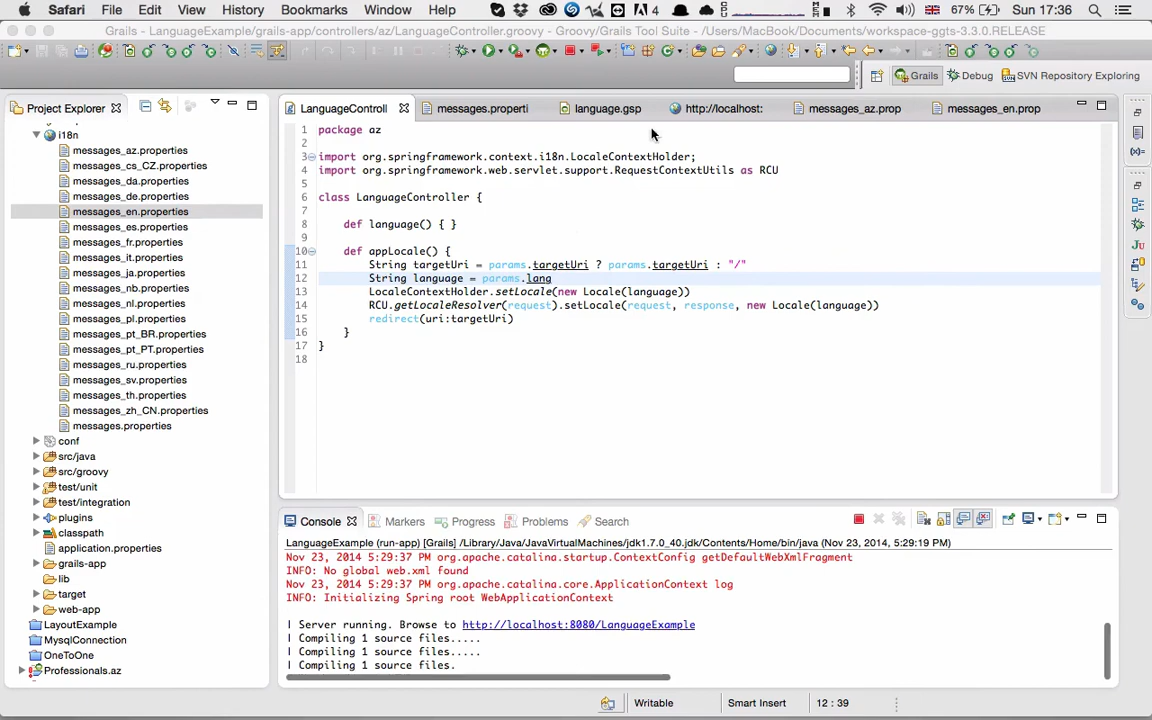 Safari File Edit View History Bookmarks Window Help 4 67% Sun 17:36
Grails - LanguageExample/grails-app/controllers/az/LanguageController.groovy - Groovy/Grails Tool Suite - /Users/MacBook/Documents/workspace-ggts-3.3.0.RELEASE
Grails Debug SVN Repository Exploring
Project Explorer
LanguageControll messages.properti language.gsp http://localhost: messages_az.prop messages_en.prop
i18n
messages_az.properties
messages_cs_CZ.properties
messages_da.properties
messages_de.properties
messages_en.properties
messages_es.properties
messages_fr.properties
messages_it.properties
messages_ja.properties
messages_nb.properties
messages_nl.properties
messages_pl.properties
messages_pt_BR.properties
messages_pt_PT.properties
messages_ru.properties
messages_sv.properties
messages_th.properties
messages_zh_CN.properties
messages.properties
conf
src/java
src/groovy
test/unit
test/integration
plugins
classpath
application.properties
grails-app
lib
target
web-app
LayoutExample
MysqlConnection
OneToOne
Professionals.az
1 package az
2
3 import org.springframework.context.i18n.LocaleContextHolder;
4 import org.springframework.web.servlet.support.RequestContextUtils as RCU
5
6 class LanguageController {
7
8 def language() { }
9
10 def appLocale() {
11 String targetUri = params.targetUri ? params.targetUri : "/"
12 String language = params.lang
13 LocaleContextHolder.setLocale(new Locale(language))
14 RCU.getLocaleResolver(request).setLocale(request, response, new Locale(language))
15 redirect(uri:targetUri)
16 }
17 }
18
Console Markers Progress Problems Search
LanguageExample (run-app) [Grails] /Library/Java/JavaVirtualMachines/jdk1.7.0_40.jdk/Contents/Home/bin/java (Nov 23, 2014, 5:29:19 PM)
Nov 23, 2014 5:29:37 PM org.apache.catalina.startup.ContextConfig getDefaultWebXmlFragment
INFO: No global web.xml found
Nov 23, 2014 5:29:37 PM org.apache.catalina.core.ApplicationContext log
INFO: Initializing Spring root WebApplicationContext
| Server running. Browse to http://localhost:8080/LanguageExample
| Compiling 1 source files.....
| Compiling 1 source files.....
| Compiling 1 source files.
Writable Smart Insert 12 : 39